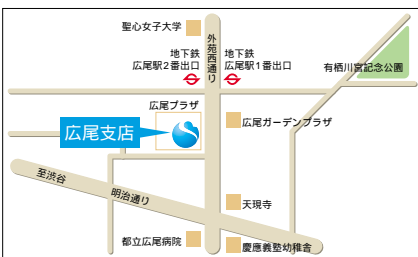 聖心女子大学
外苑西通り
地下鉄
広尾駅2番出口
地下鉄
広尾駅1番出口
有栖川宮記念公園
広尾プラザ
広尾支店
広尾ガーデンプラザ
至渋谷
明治通り
天現寺
都立広尾病院
慶應義塾幼稚舎